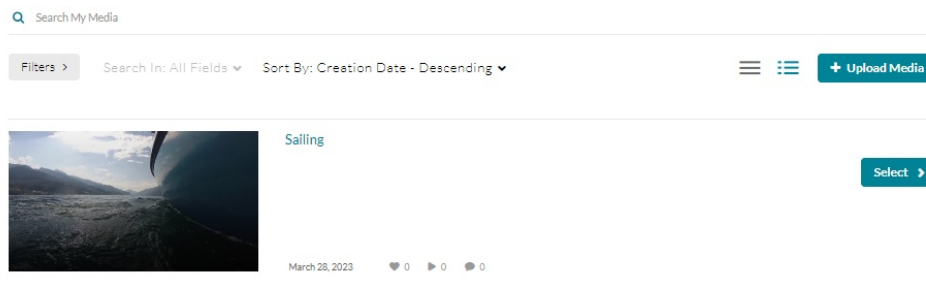 Search My Media
Filters >
Search In: All Fields
Sort By: Creation Date - Descending
+ Upload Media
Sailing
Select >
March 28, 2023 0 0 0